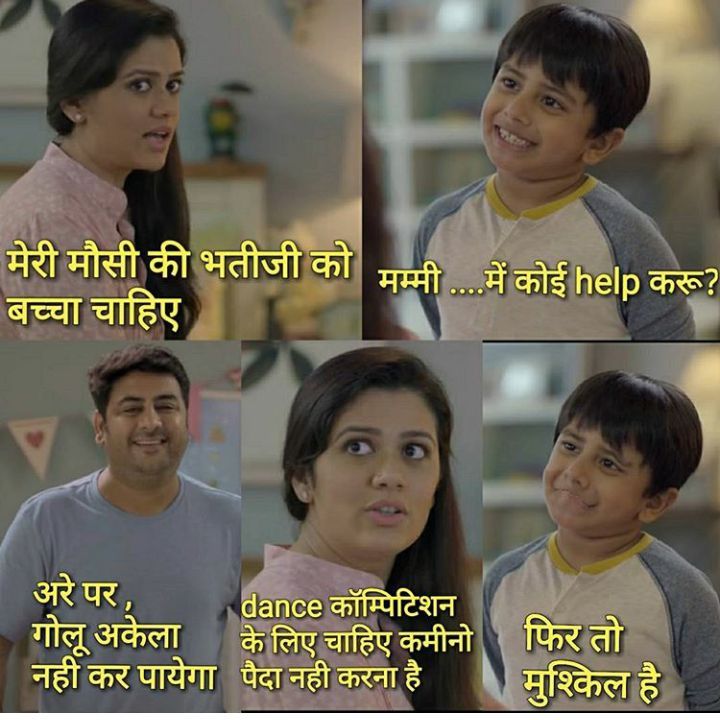 मेरी मौसी की भतीजी को
बच्चा चाहिए
मम्मी ....में कोई help करू?
अरे पर ,
गोलू अकेला
नही कर पायेगा
dance कॉम्पिटिशन
के लिए चाहिए कमीनो
पैदा नही करना है
फिर तो
मुश्किल है